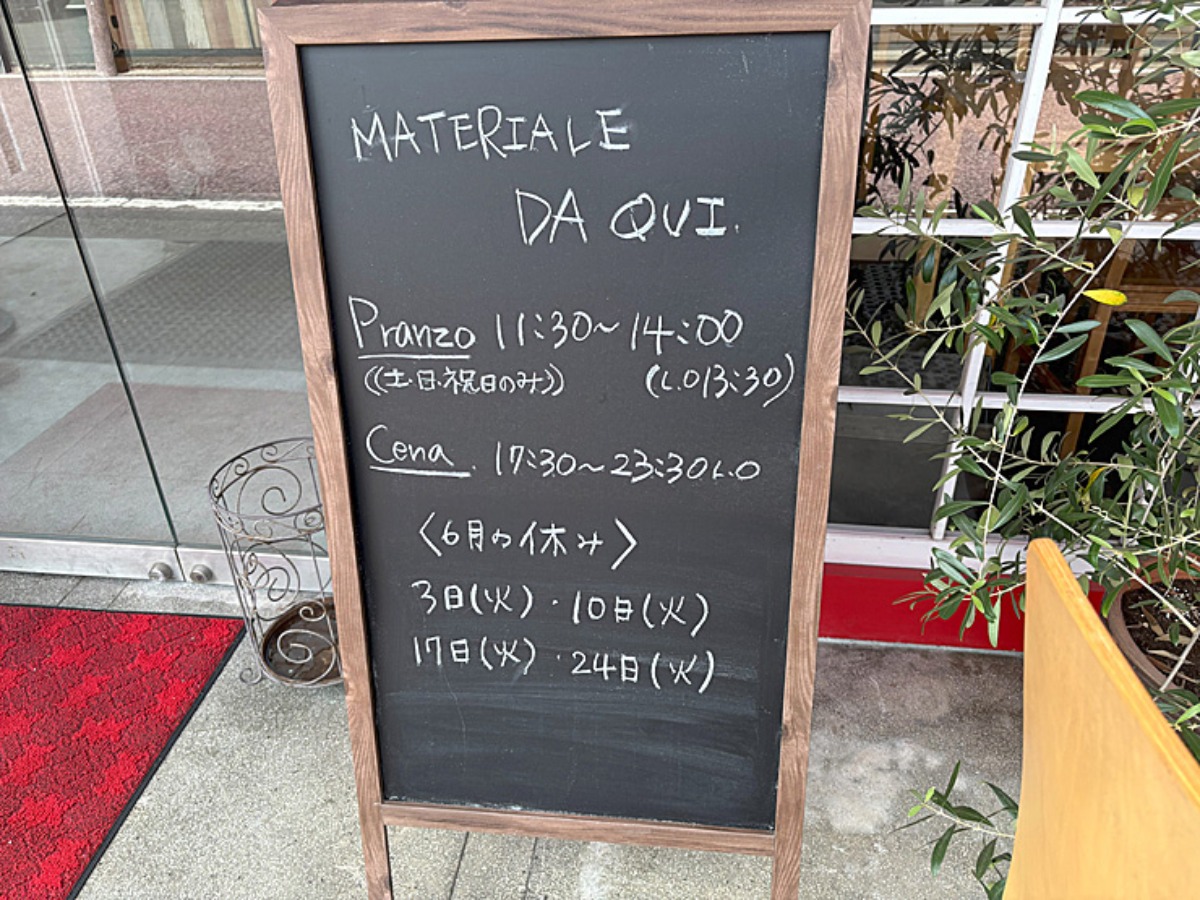 MATERIALE
DA QUI.
Pranzo 11:30～14:00
((土・日・祝日のみ)) (L.O 13:30)
Cena 17:30～23:30 L.O
〈6月の休み〉
3日(火)・10日(火)
17日(火)・24日(火)